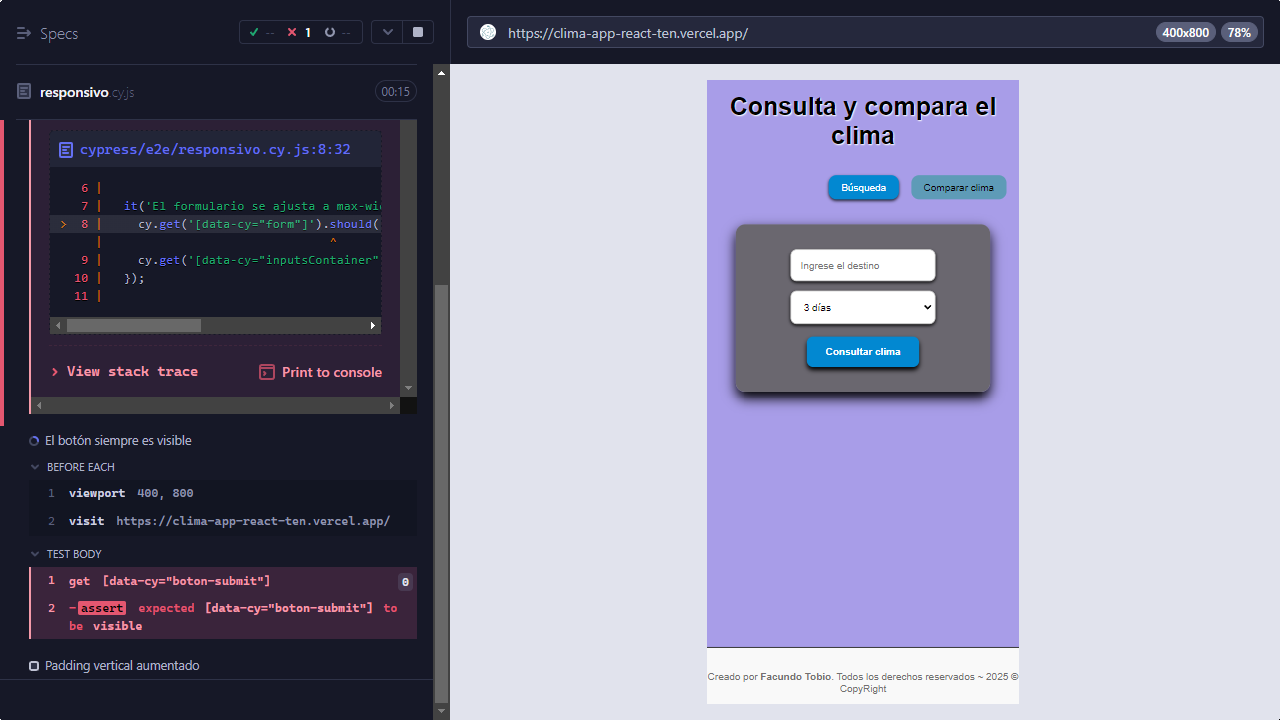 Specs
-- 1 --
https://clima-app-react-ten.vercel.app/
400x800
78%
responsivo.cy.js
00:15
cypress/e2e/responsivo.cy.js:8:32
6 |
7 | it('El formulario se ajusta a max-wi
> 8 | cy.get('[data-cy="form"]').should(
| ^
9 | cy.get('[data-cy="inputsContainer"
10 | });
11 |
> View stack trace
Print to console
El botón siempre es visible
BEFORE EACH
1 viewport 400, 800
2 visit https://clima-app-react-ten.vercel.app/
TEST BODY
1 get [data-cy="boton-submit"] 0
2 -assert expected [data-cy="boton-submit"] to
be visible
Padding vertical aumentado
Consulta y compara el
clima
Búsqueda
Comparar clima
Ingrese el destino
3 días
Consultar clima
Creado por Facundo Tobio. Todos los derechos reservados ~ 2025 ©
CopyRight